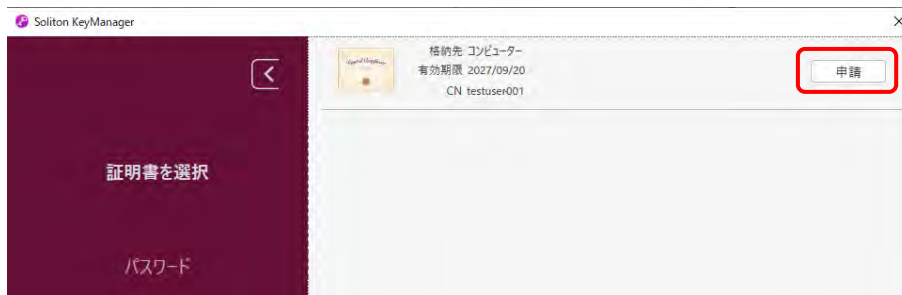 Soliton KeyManager
格納先 コンピューター
有効期限 2027/09/20
CN testuser001
申請
証明書を選択
パスワード